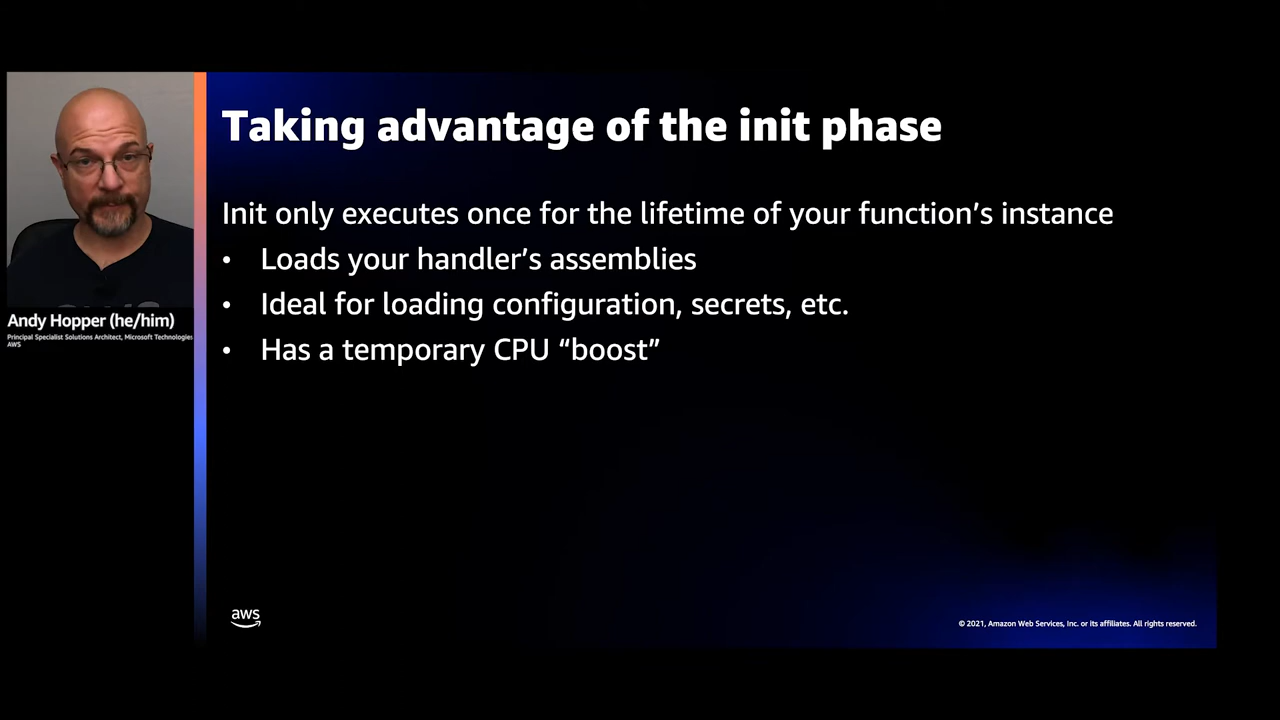 Taking advantage of the init phase
Init only executes once for the lifetime of your function’s instance
• Loads your handler’s assemblies
• Ideal for loading configuration, secrets, etc.
• Has a temporary CPU “boost”
Andy Hopper (he/him)
Principal Specialist Solutions Architect, Microsoft Technologies
AWS
aws
© 2021, Amazon Web Services, Inc. or its affiliates. All rights reserved.